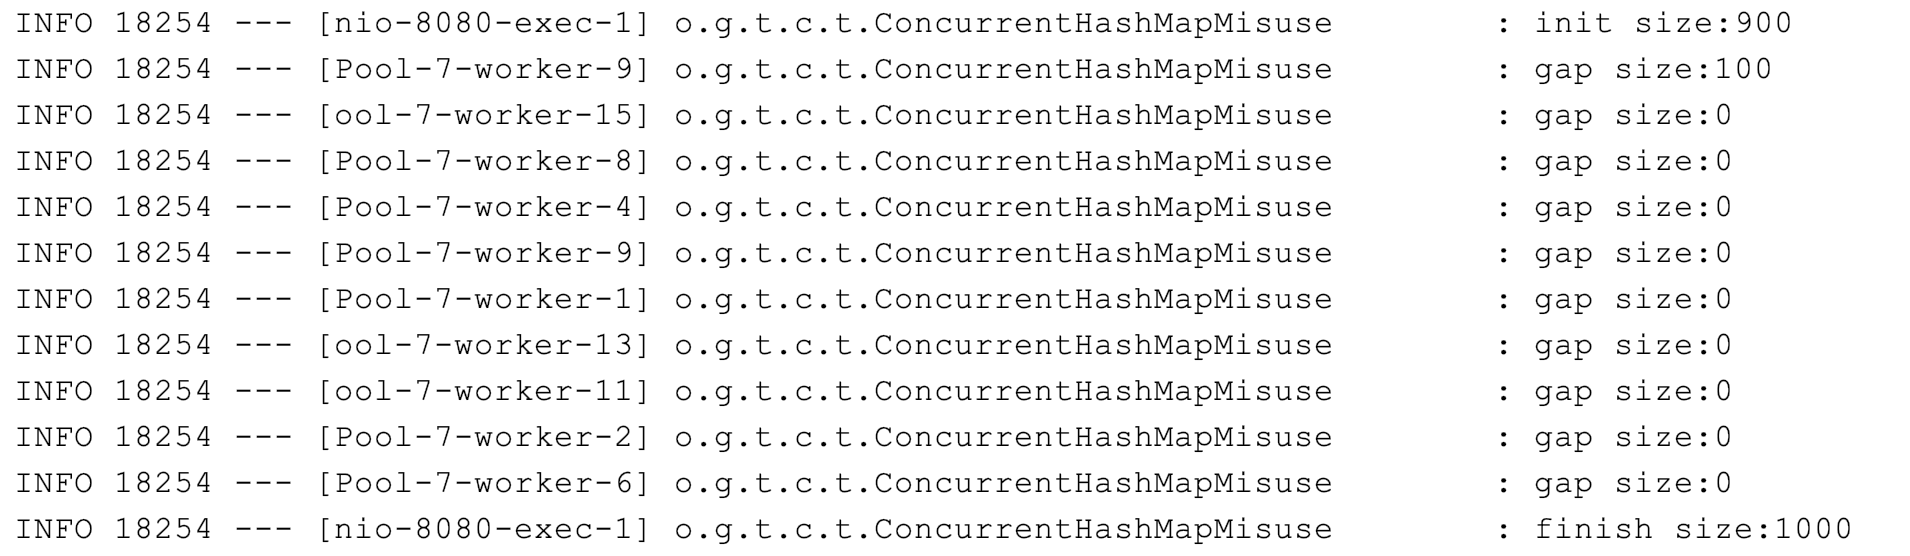 INFO 18254 --- [nio-8080-exec-1] o.g.t.c.t.ConcurrentHashMapMisuse : init size:900
INFO 18254 --- [Pool-7-worker-9] o.g.t.c.t.ConcurrentHashMapMisuse : gap size:100
INFO 18254 --- [ool-7-worker-15] o.g.t.c.t.ConcurrentHashMapMisuse : gap size:0
INFO 18254 --- [Pool-7-worker-8] o.g.t.c.t.ConcurrentHashMapMisuse : gap size:0
INFO 18254 --- [Pool-7-worker-4] o.g.t.c.t.ConcurrentHashMapMisuse : gap size:0
INFO 18254 --- [Pool-7-worker-9] o.g.t.c.t.ConcurrentHashMapMisuse : gap size:0
INFO 18254 --- [Pool-7-worker-1] o.g.t.c.t.ConcurrentHashMapMisuse : gap size:0
INFO 18254 --- [ool-7-worker-13] o.g.t.c.t.ConcurrentHashMapMisuse : gap size:0
INFO 18254 --- [ool-7-worker-11] o.g.t.c.t.ConcurrentHashMapMisuse : gap size:0
INFO 18254 --- [Pool-7-worker-2] o.g.t.c.t.ConcurrentHashMapMisuse : gap size:0
INFO 18254 --- [Pool-7-worker-6] o.g.t.c.t.ConcurrentHashMapMisuse : gap size:0
INFO 18254 --- [nio-8080-exec-1] o.g.t.c.t.ConcurrentHashMapMisuse : finish size:1000